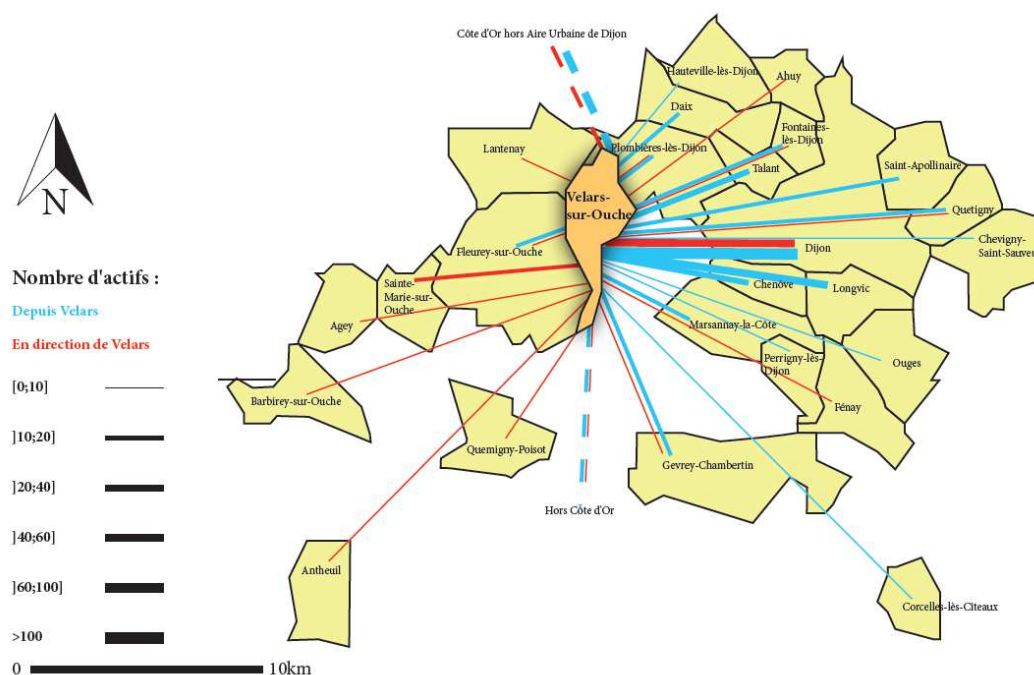 Côte d'Or hors Aire Urbaine de Dijon
Hauteville-lès-Dijon
Ahuy
Daix
Fontaines-
lès-Dijon
Lantenay
Plombières-lès-Dijon
Talant
Saint-Apollinaire
Velars-
sur-Ouche
Quetigny
N
Fleurey-sur-Ouche
Dijon
Chevigny-
Saint-Sauveu
Nombre d'actifs :
Sainte-
Marie-sur-
Ouche
Chenôve
Longvic
Depuis Velars
Agey
Marsannay-la-Côte
En direction de Velars
Perrigny-lès-
Dijon
Ouges
[0;10]
Barbirey-sur-Ouche
Fénay
]10;20]
Quemigny-Poisot
Gevrey-Chambertin
]20;40]
Hors Côte d'Or
]40;60]
Antheuil
]60;100]
Corcelles-lès-Cîteaux
>100
0 10km